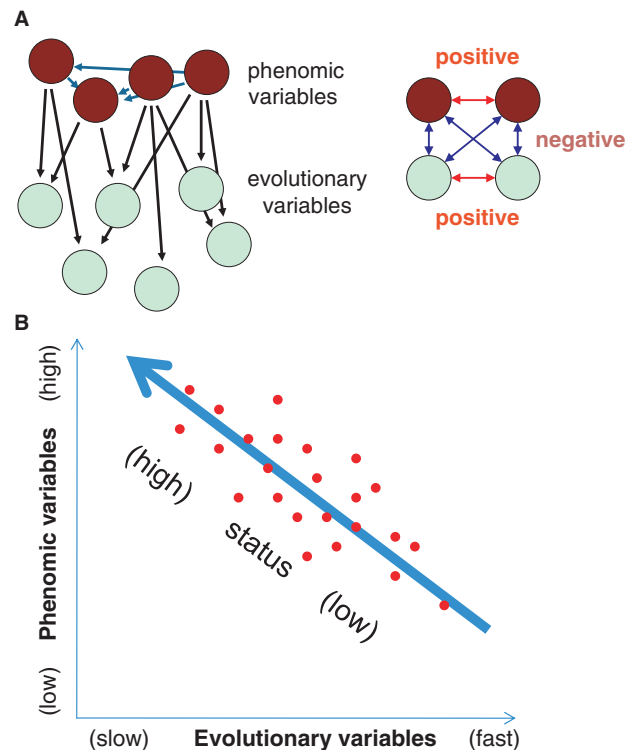 A
phenomic
variables
evolutionary
variables
positive
negative
positive
B
Phenomic variables
(high)
(low)
(high)
status
(low)
(slow)
Evolutionary variables
(fast)